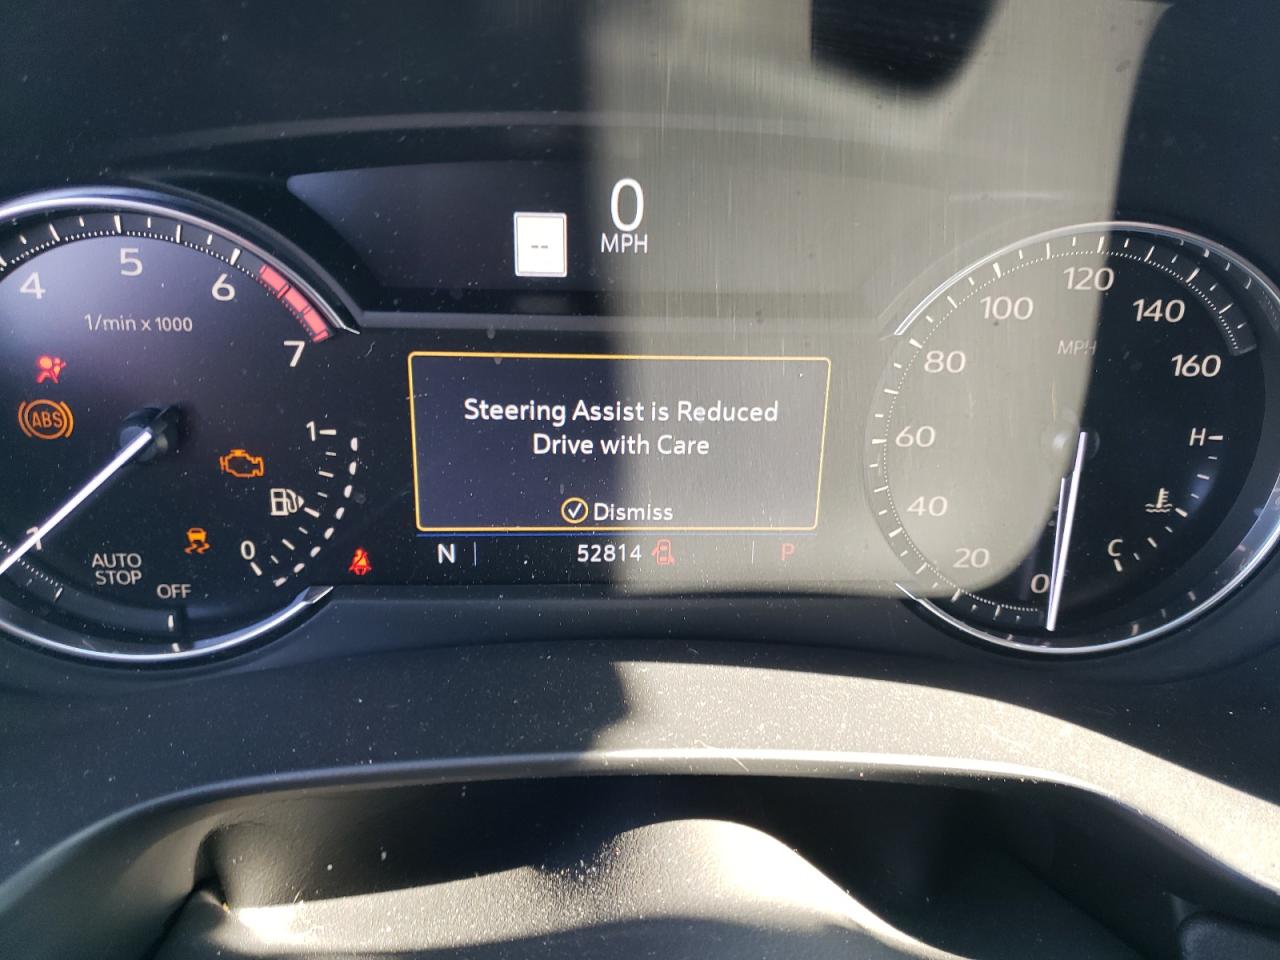 0
MPH
--
4
5
6
7
1/min x 1000
ABS
1
AUTO
STOP
OFF
1
0
Steering Assist is Reduced
Drive with Care
Dismiss
N
52814
P
0
20
40
60
80
100
120
140
160
MPH
H
C